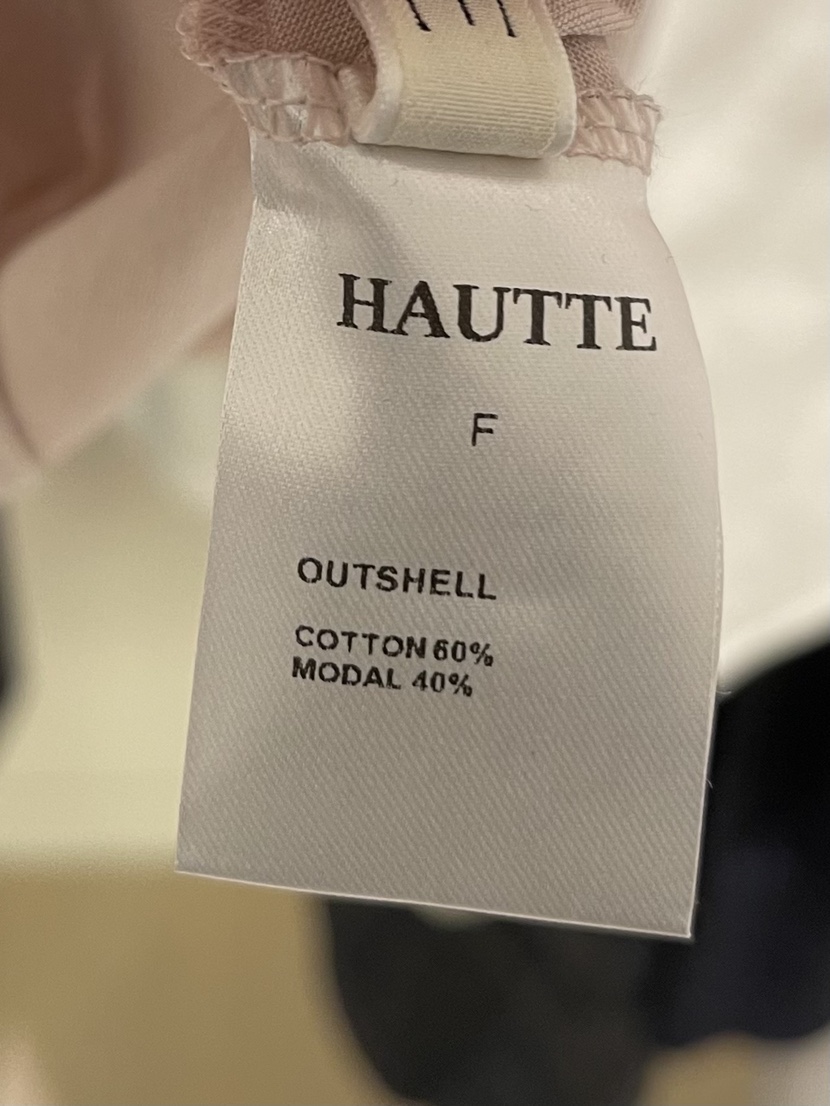 HAUTTE
F
OUTSHELL
COTTON 60%
MODAL 40%